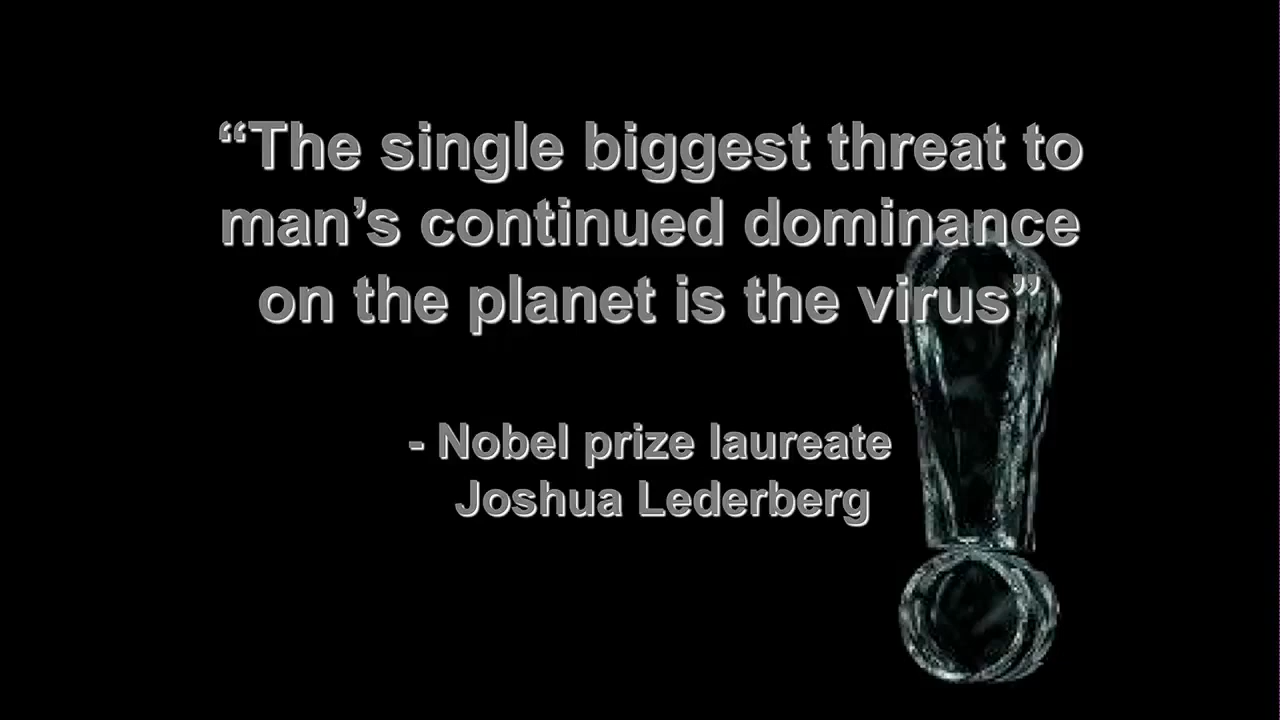 “The single biggest threat to
man’s continued dominance
on the planet is the virus”
- Nobel prize laureate
Joshua Lederberg